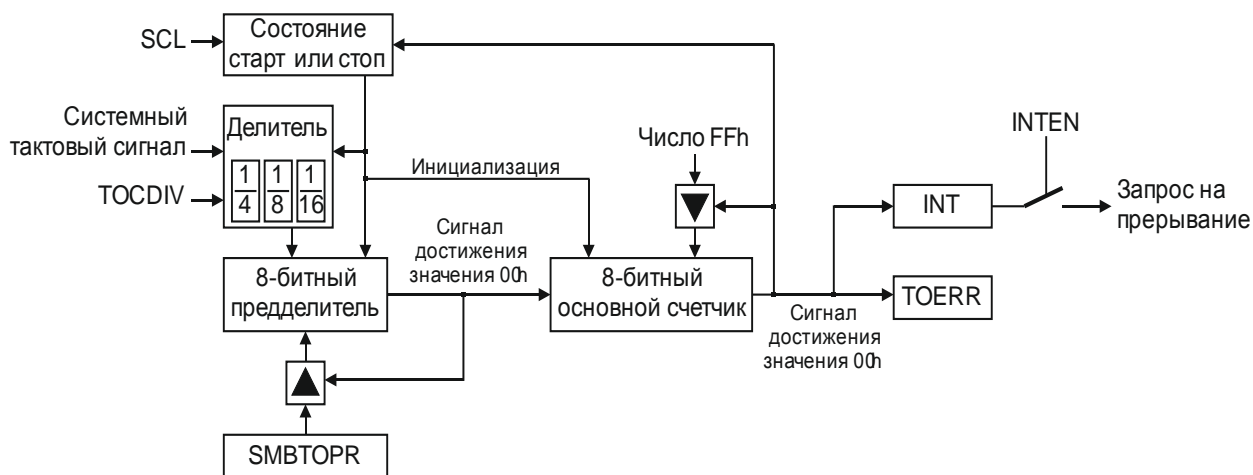 SCL
Состояние
старт или стоп
Системный
тактовый сигнал
TOCDIV
Делитель
1
4
1
8
1
16
Инициализация
Число FFh
INTEN
INT
Запрос на
прерывание
Сигнал
достижения
значения 00h
8-битный
предделитель
8-битный
основной счетчик
TOERR
Сигнал
достижения
значения 00h
SMBTOPR